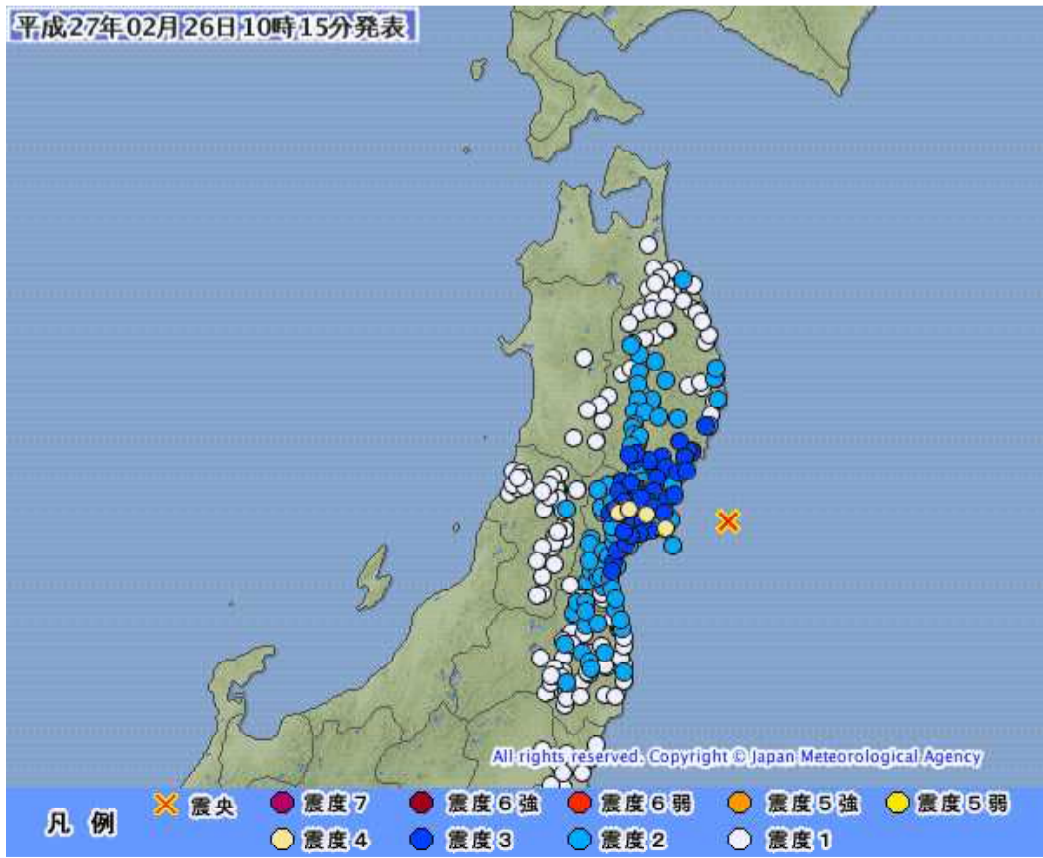 平成27年02月26日10時15分発表
All rights reserved. Copyright © Japan Meteorological Agency
凡 例
震央 震度7 震度6強 震度6弱 震度5強 震度5弱
震度4 震度3 震度2 震度1